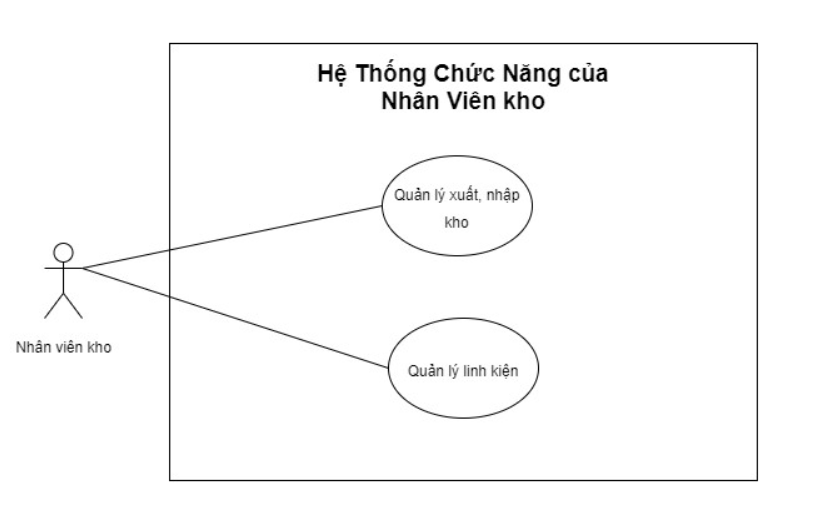 Hệ Thống Chức Năng của
Nhân Viên kho
Quản lý xuất, nhập
kho
Nhân viên kho
Quản lý linh kiện